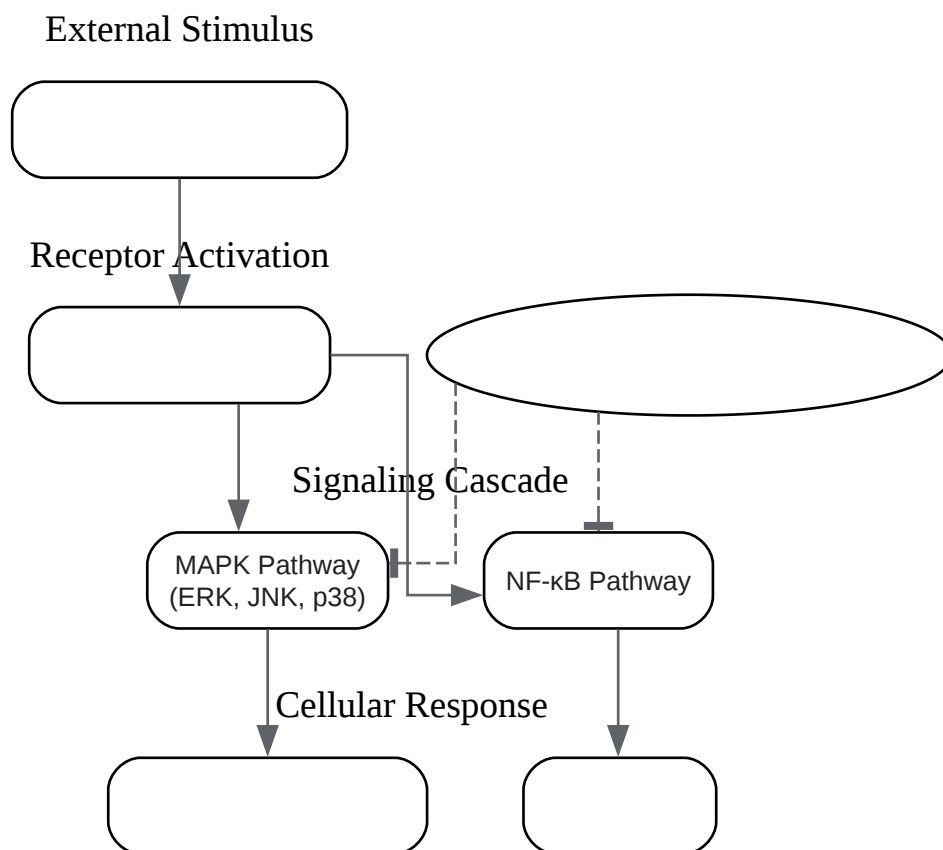 External Stimulus
Receptor Activation
Signaling Cascade
MAPK Pathway
(ERK, JNK, p38)
NF-κB Pathway
Cellular Response